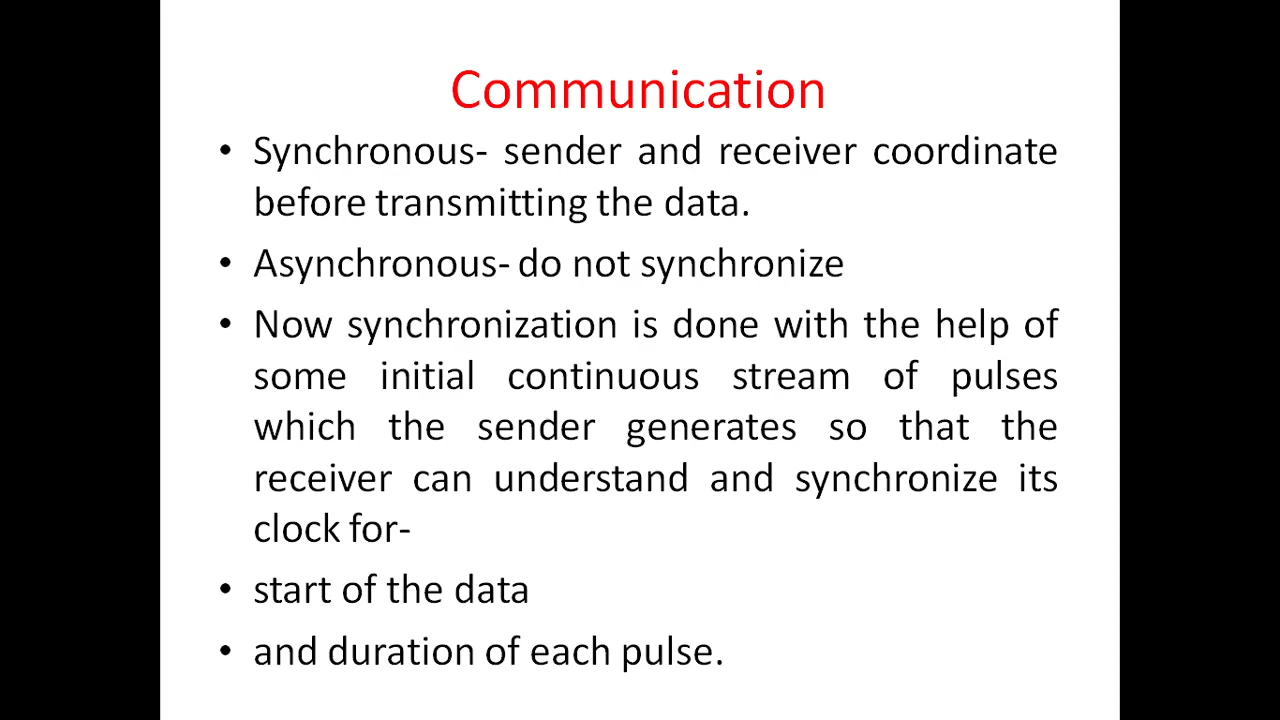 Communication
• Synchronous- sender and receiver coordinate
before transmitting the data.
• Asynchronous- do not synchronize
• Now synchronization is done with the help of
some initial continuous stream of pulses
which the sender generates so that the
receiver can understand and synchronize its
clock for-
• start of the data
• and duration of each pulse.